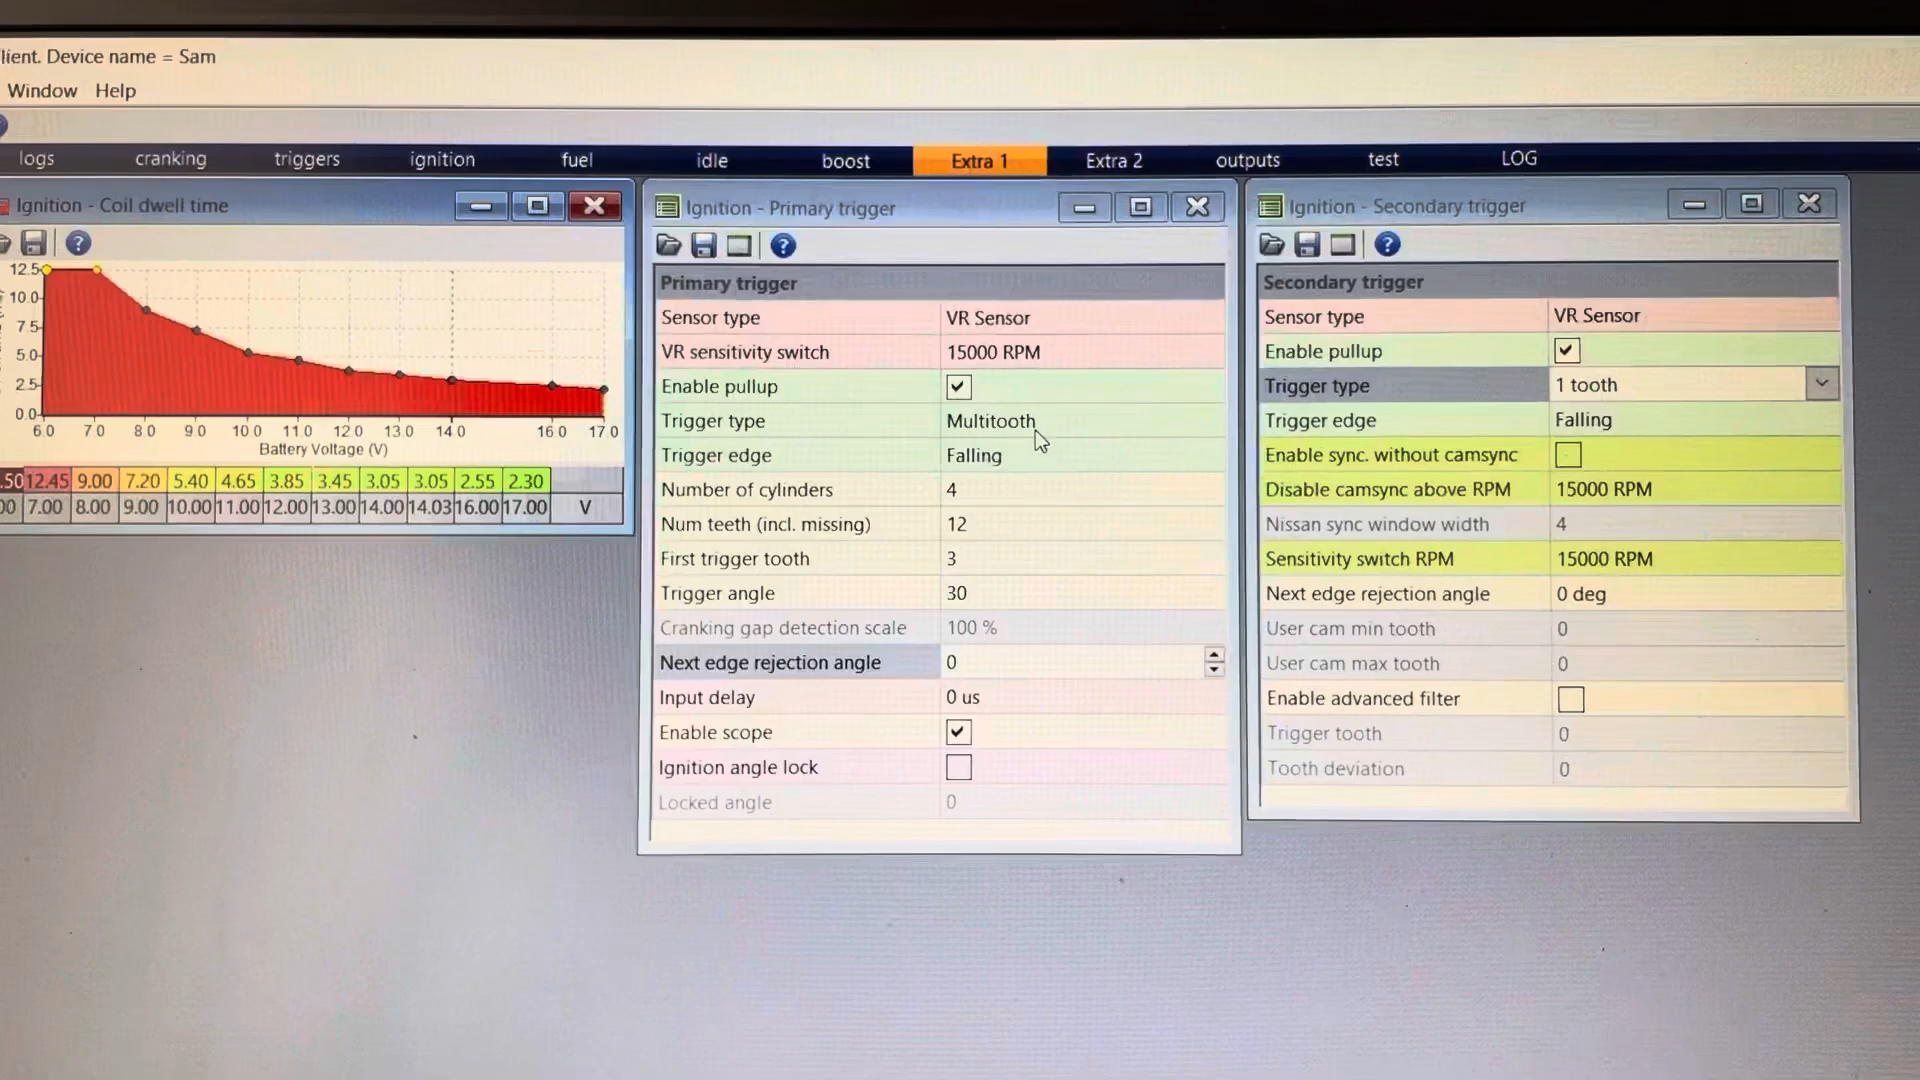 lient. Device name = Sam
Window Help
logs cranking triggers ignition fuel idle boost Extra 1 Extra 2 outputs test LOG
Ignition - Coil dwell time
12.5
10.0
7.5
5.0
2.5
0.0
6.0 7.0 8.0 9.0 10.0 11.0 12.0 13.0 14.0 16.0 17.0
Battery Voltage (V)
.50 12.45 9.00 7.20 5.40 4.65 3.85 3.45 3.05 3.05 2.55 2.30
00 7.00 8.00 9.00 10.00 11.00 12.00 13.00 14.00 14.03 16.00 17.00 V
Ignition - Primary trigger
Primary trigger
Sensor type VR Sensor
VR sensitivity switch 15000 RPM
Enable pullup
Trigger type Multitooth
Trigger edge Falling
Number of cylinders 4
Num teeth (incl. missing) 12
First trigger tooth 3
Trigger angle 30
Cranking gap detection scale 100 %
Next edge rejection angle 0
Input delay 0 us
Enable scope
Ignition angle lock
Locked angle 0
Ignition - Secondary trigger
Secondary trigger
Sensor type VR Sensor
Enable pullup
Trigger type 1 tooth
Trigger edge Falling
Enable sync. without camsync
Disable camsync above RPM 15000 RPM
Nissan sync window width 4
Sensitivity switch RPM 15000 RPM
Next edge rejection angle 0 deg
User cam min tooth 0
User cam max tooth 0
Enable advanced filter
Trigger tooth 0
Tooth deviation 0